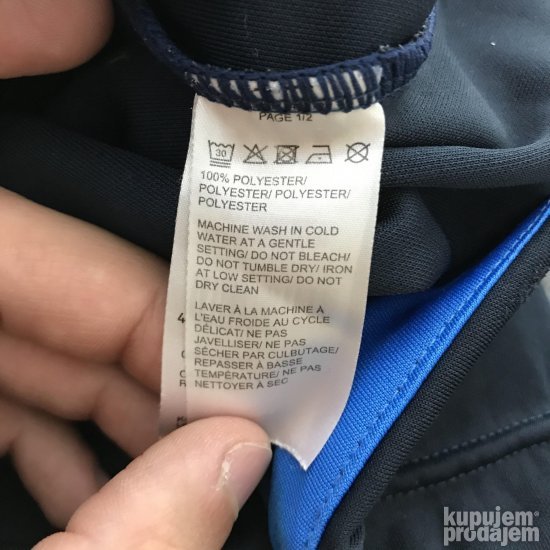 PAGE 1/2
30
100% POLYESTER/
POLYESTER/ POLYESTER/
POLYESTER
MACHINE WASH IN COLD
WATER AT A GENTLE
SETTING/ DO NOT BLEACH/
DO NOT TUMBLE DRY/ IRON
AT LOW SETTING/ DO NOT
DRY CLEAN
LAVER À LA MACHINE A
L'EAU FROIDE AU CYCLE
DÉLICAT/ NE PAS
JAVELLISER/ NE PAS
SÉCHER PAR CULBUTAGE/
REPASSER À BASSE
TEMPÉRATURE/ NE PAS
NETTOYER À SEC
kupujem
prodajem